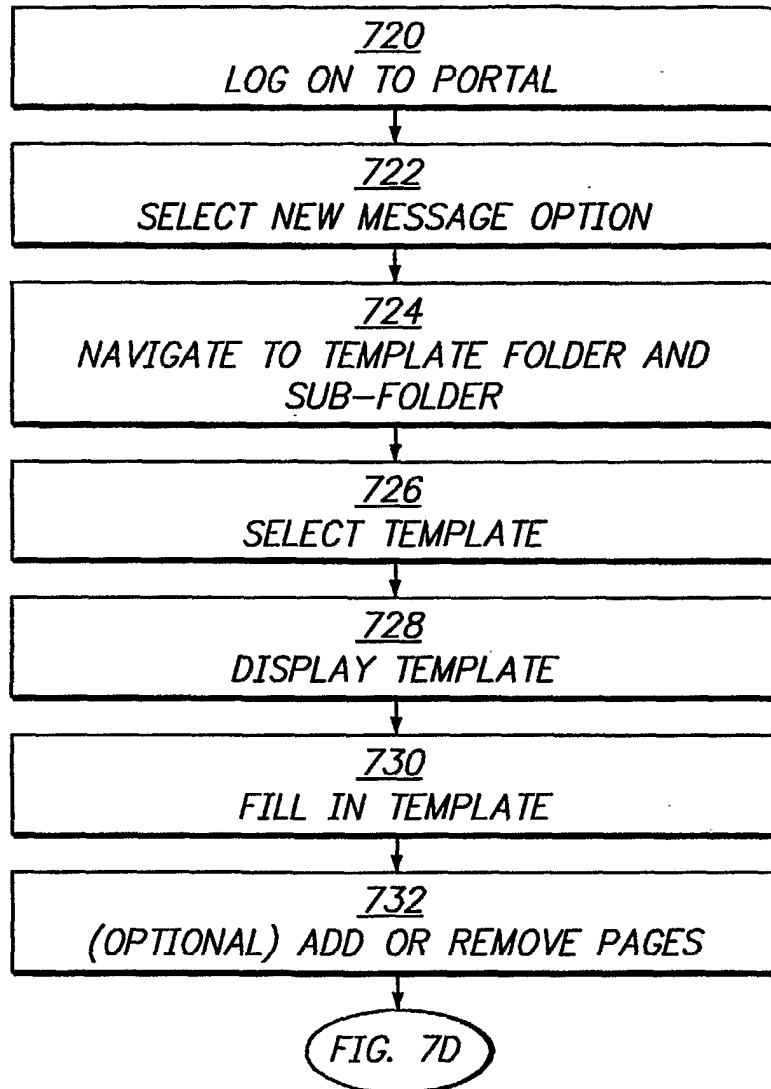 720
LOG ON TO PORTAL
722
SELECT NEW MESSAGE OPTION
724
NAVIGATE TO TEMPLATE FOLDER AND
SUB-FOLDER
726
SELECT TEMPLATE
728
DISPLAY TEMPLATE
730
FILL IN TEMPLATE
732
(OPTIONAL) ADD OR REMOVE PAGES
FIG. 7D